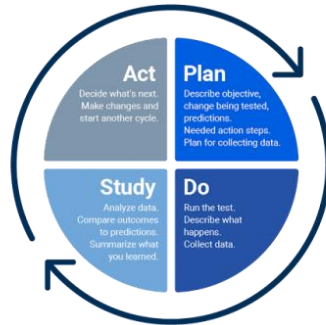 Act
Decide what's next.
Make changes and
start another cycle.
Plan
Describe objective,
change being tested,
predictions.
Needed action steps.
Plan for collecting data.
Study
Analyze data.
Compare outcomes
to predictions.
Summarize what
you learned.
Do
Run the test.
Describe what
happens.
Collect data.